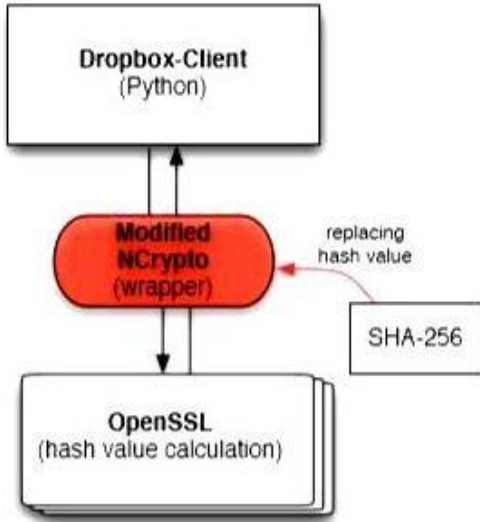 Dropbox-Client
(Python)
Modified
NCrypto
(wrapper)
replacing
hash value
SHA-256
OpenSSL
(hash value calculation)